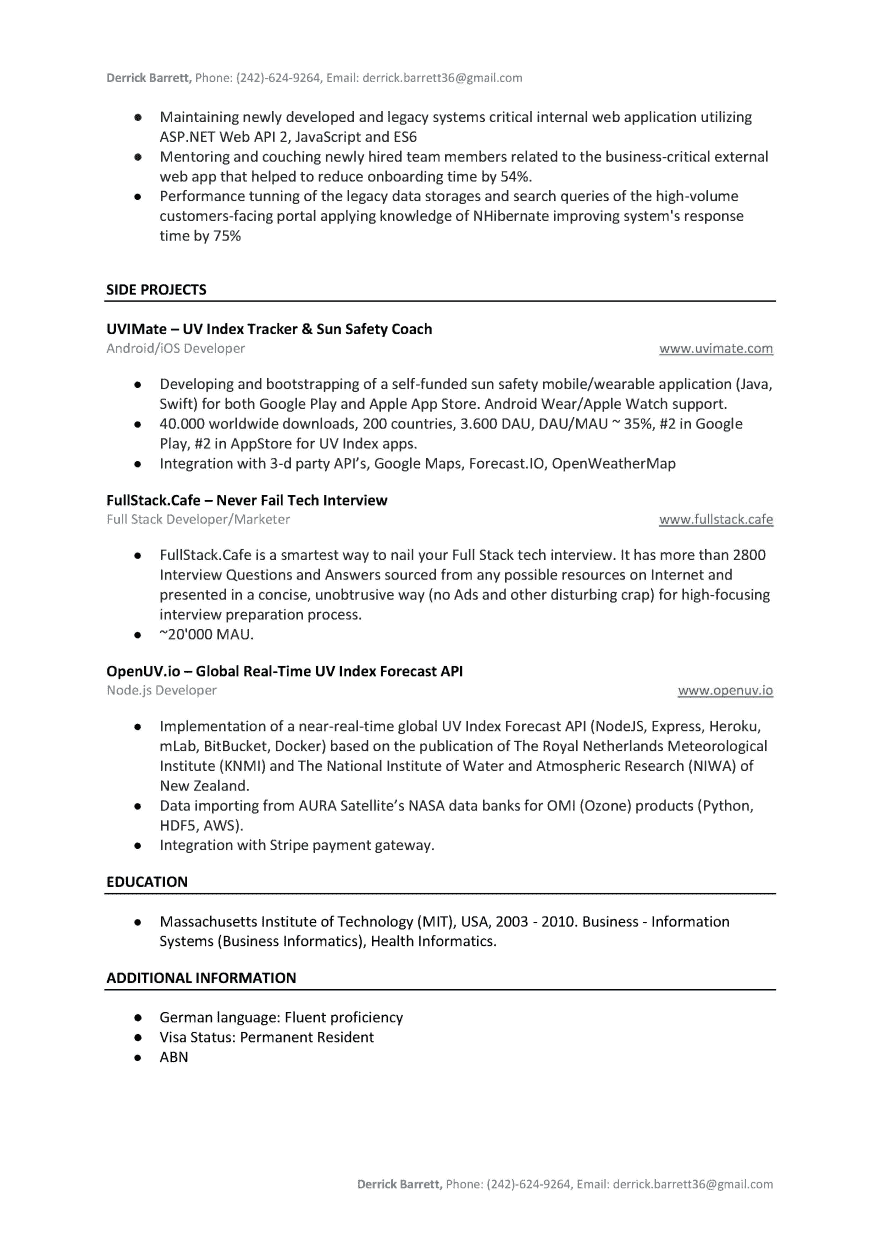 Derrick Barrett, Phone: (242)-624-9264, Email: derrick.barrett36@gmail.com
● Maintaining newly developed and legacy systems critical internal web application utilizing
ASP.NET Web API 2, JavaScript and ES6
● Mentoring and couching newly hired team members related to the business-critical external
web app that helped to reduce onboarding time by 54%.
● Performance tunning of the legacy data storages and search queries of the high-volume
customers-facing portal applying knowledge of NHibernate improving system's response
time by 75%
SIDE PROJECTS
UVIMate – UV Index Tracker & Sun Safety Coach
Android/iOS Developer www.uvimate.com
● Developing and bootstrapping of a self-funded sun safety mobile/wearable application (Java,
Swift) for both Google Play and Apple App Store. Android Wear/Apple Watch support.
● 40.000 worldwide downloads, 200 countries, 3.600 DAU, DAU/MAU ~ 35%, #2 in Google
Play, #2 in AppStore for UV Index apps.
● Integration with 3-d party API’s, Google Maps, Forecast.IO, OpenWeatherMap
FullStack.Cafe – Never Fail Tech Interview
Full Stack Developer/Marketer www.fullstack.cafe
● FullStack.Cafe is a smartest way to nail your Full Stack tech interview. It has more than 2800
Interview Questions and Answers sourced from any possible resources on Internet and
presented in a concise, unobtrusive way (no Ads and other disturbing crap) for high-focusing
interview preparation process.
● ~20'000 MAU.
OpenUV.io – Global Real-Time UV Index Forecast API
Node.js Developer www.openuv.io
● Implementation of a near-real-time global UV Index Forecast API (NodeJS, Express, Heroku,
mLab, BitBucket, Docker) based on the publication of The Royal Netherlands Meteorological
Institute (KNMI) and The National Institute of Water and Atmospheric Research (NIWA) of
New Zealand.
● Data importing from AURA Satellite’s NASA data banks for OMI (Ozone) products (Python,
HDF5, AWS).
● Integration with Stripe payment gateway.
EDUCATION
● Massachusetts Institute of Technology (MIT), USA, 2003 - 2010. Business - Information
Systems (Business Informatics), Health Informatics.
ADDITIONAL INFORMATION
● German language: Fluent proficiency
● Visa Status: Permanent Resident
● ABN
Derrick Barrett, Phone: (242)-624-9264, Email: derrick.barrett36@gmail.com